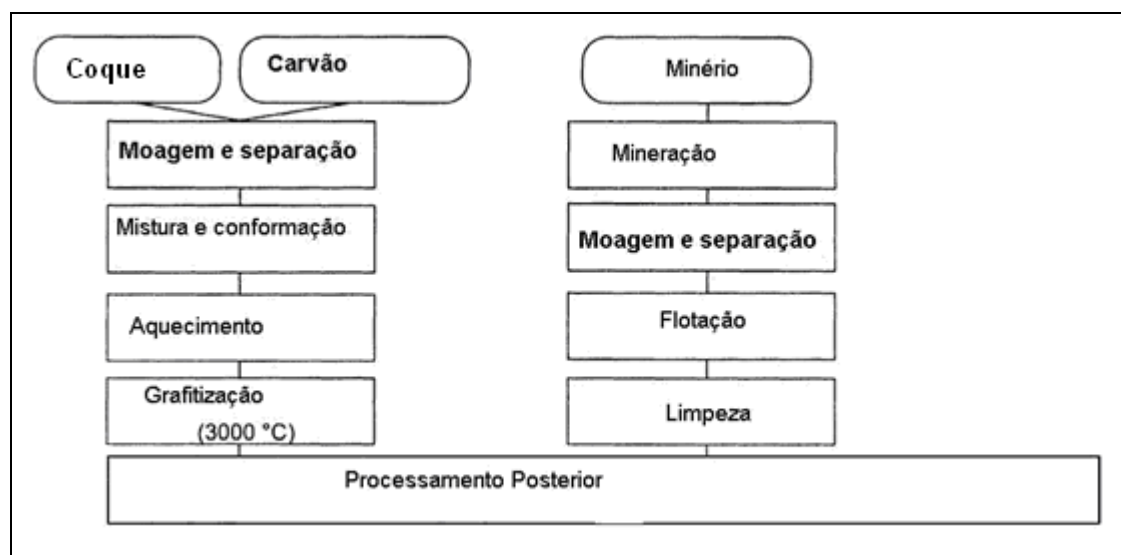 Coque
Carvão
Moagem e separação
Mistura e conformação
Aquecimento
Grafitização
(3000 °C)
Minério
Mineração
Moagem e separação
Flotação
Limpeza
Processamento Posterior